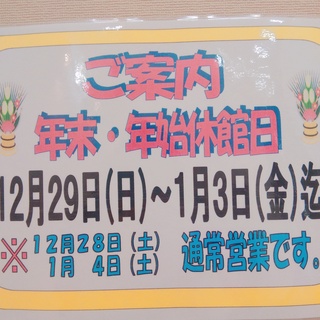 ご案内
年末・年始休館日
12月29日(日)~1月3日(金)迄
※ 12月28日(土) 通常営業です。
1月 4日(土)